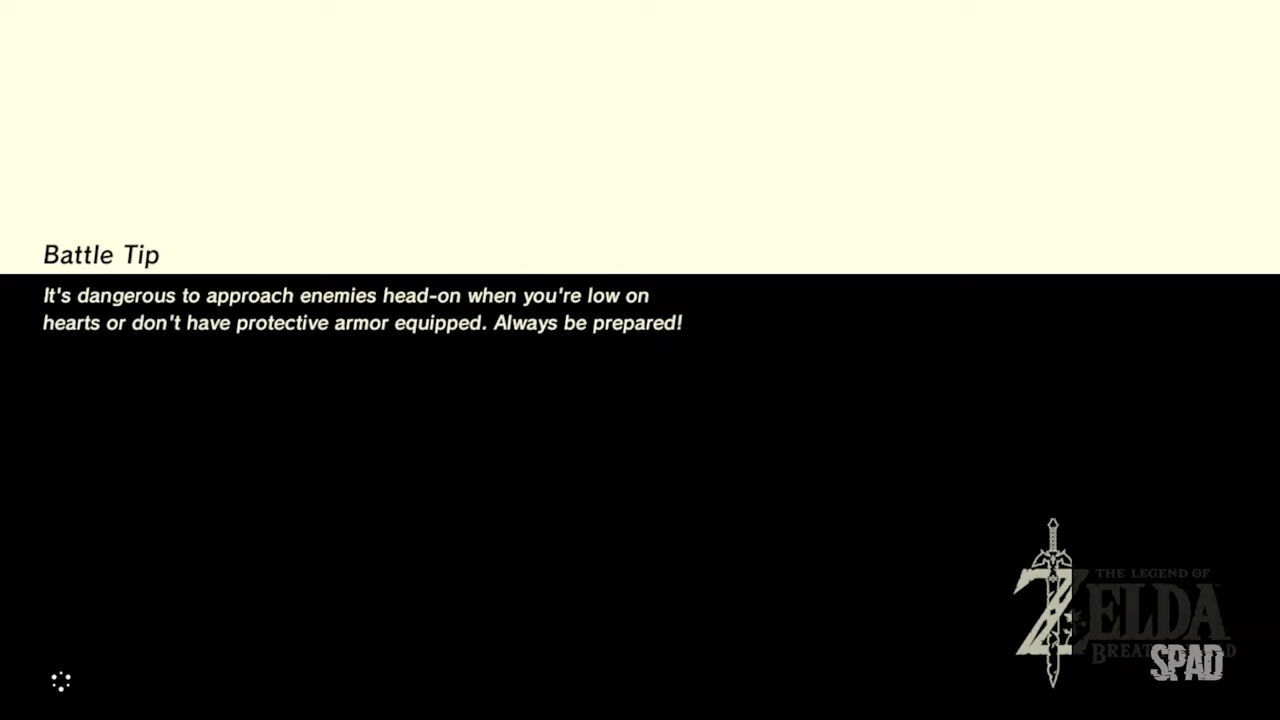 Battle Tip
It's dangerous to approach enemies head-on when you're low on
hearts or don't have protective armor equipped. Always be prepared!
THE LEGEND OF
ZELDA
SPAD